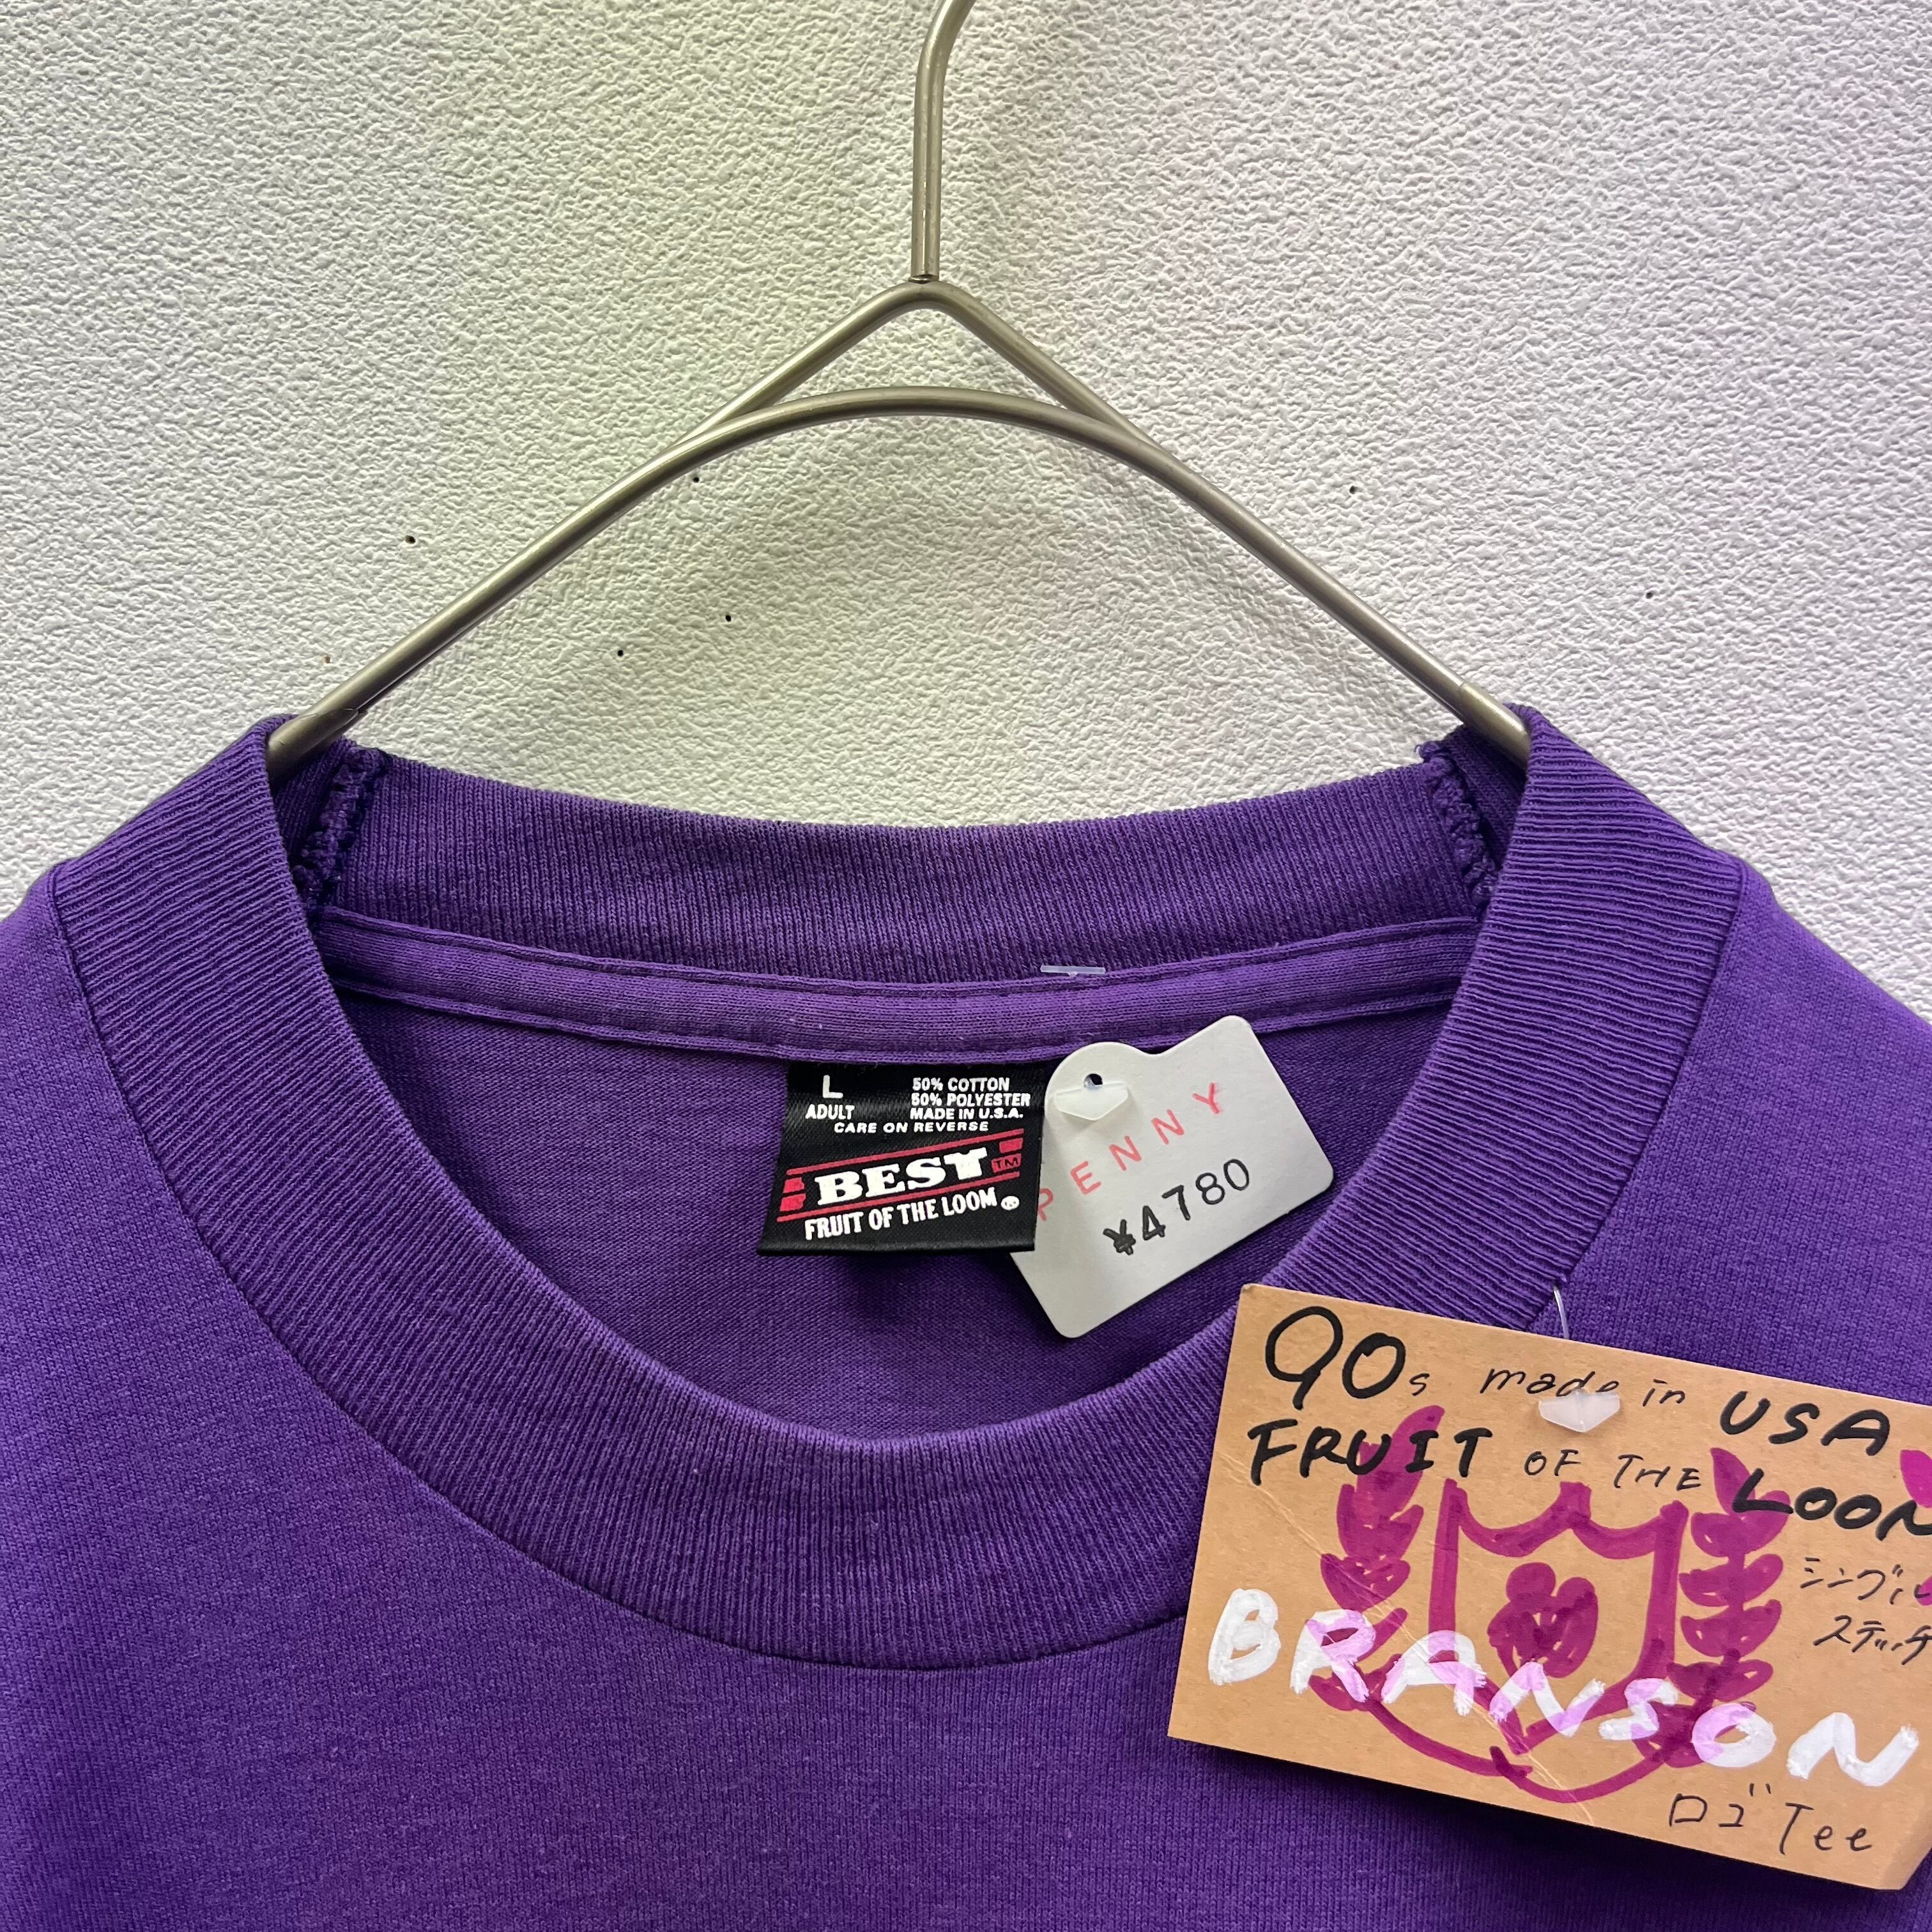 L
ADULT
50% COTTON
50% POLYESTER
MADE IN U.S.A.
CARE ON REVERSE
BEST TM
FRUIT OF THE LOOM®
PENNY
¥4780
90s made in USA
FRUIT OF THE LOOM
シングル
ステッチ
BRANSON
ロゴTee